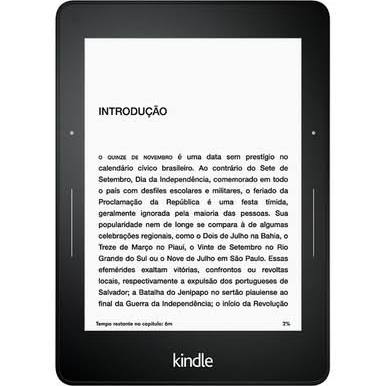 INTRODUÇÃO
O QUINZE DE NOVEMBRO é uma data sem prestígio no
calendário cívico brasileiro. Ao contrário do Sete de
Setembro, Dia da Independência, comemorado em todo
o país com desfiles escolares e militares, o feriado da
Proclamação da República é uma festa tímida,
geralmente ignorada pela maioria das pessoas. Sua
popularidade nem de longe se compara à de algumas
celebrações regionais, como o Dois de Julho na Bahia, o
Treze de Março no Piauí, o Vinte de Setembro no Rio
Grande do Sul ou o Nove de Julho em São Paulo. Essas
efemérides exaltam vitórias, confrontos ou revoltas
locais, respectivamente a expulsão dos portugueses de
Salvador; a Batalha do Jenipapo no sertão piauiense ao
final da Guerra da Independência; o início da Revolução
Tempo restante no capítulo: 6m 2%
kindle